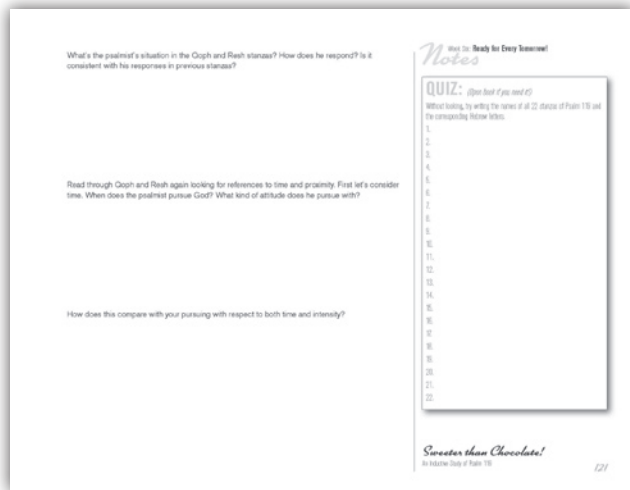 What's the psalmist's situation in the Qoph and Resh stanzas? How does he respond? Is it
consistent with his responses in previous stanzas?
Read through Qoph and Resh again looking for references to time and proximity. First let's consider
time. When does the psalmist pursue God? What kind of attitude does he pursue with?
How does this compare with your pursuing with respect to both time and intensity?
Week Six: Ready for Every Tomorrow!
Notes
QUIZ: (Open book if you need it!)
Without looking, try writing the names of all 22 stanzas of Psalm 119 and
the corresponding Hebrew letters.
1.
2.
3.
4.
5.
6.
7.
8.
9.
10.
11.
12.
13.
14.
15.
16.
17.
18.
19.
20.
21.
22.
Sweeter than Chocolate!
An Inductive Study of Psalm 119
121